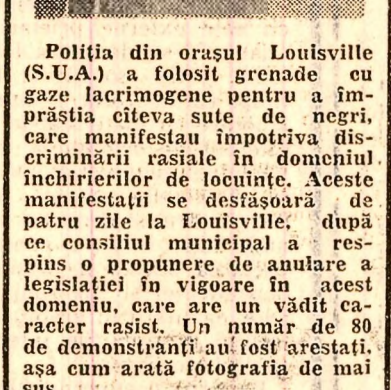 Poliția din orașul Louisville
(S.U.A.) a folosit grenade cu
gaze lacrimogene pentru a îm-
prăștia cîteva sute de negri,
care manifestau împotriva dis-
criminării rasiale în domeniul
închirierilor de locuințe. Aceste
manifestații se desfășoară de
patru zile la Louisville, după
ce consiliul municipal a res-
pins o propunere de anulare a
legislației în vigoare în acest
domeniu, care are un vădit ca-
racter rasist. Un număr de 80
de demonstranți au fost arestați,
așa cum arată fotografia de mai
sus